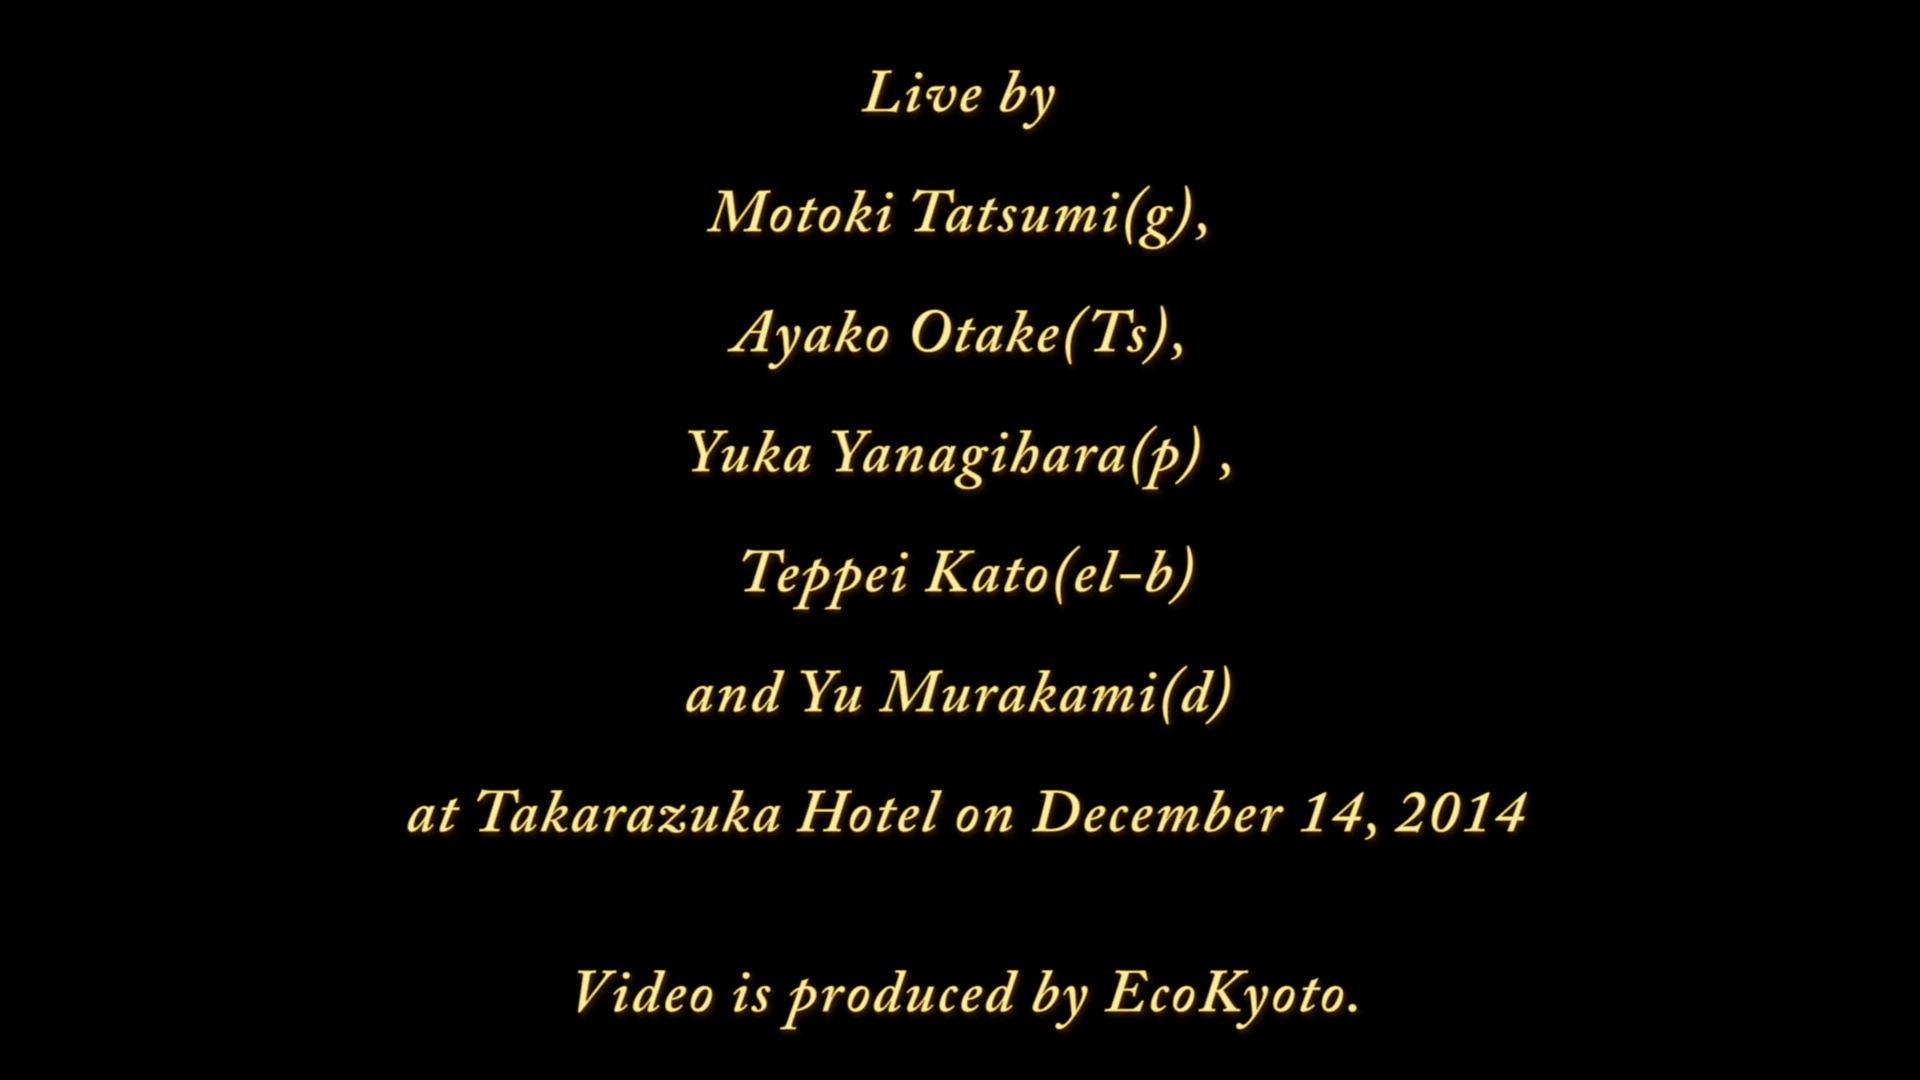 Live by
Motoki Tatsumi(g),
Ayako Otake(Ts),
Yuka Yanagihara(p) ,
Teppei Kato(el-b)
and Yu Murakami(d)
at Takarazuka Hotel on December 14, 2014
Video is produced by EcoKyoto.